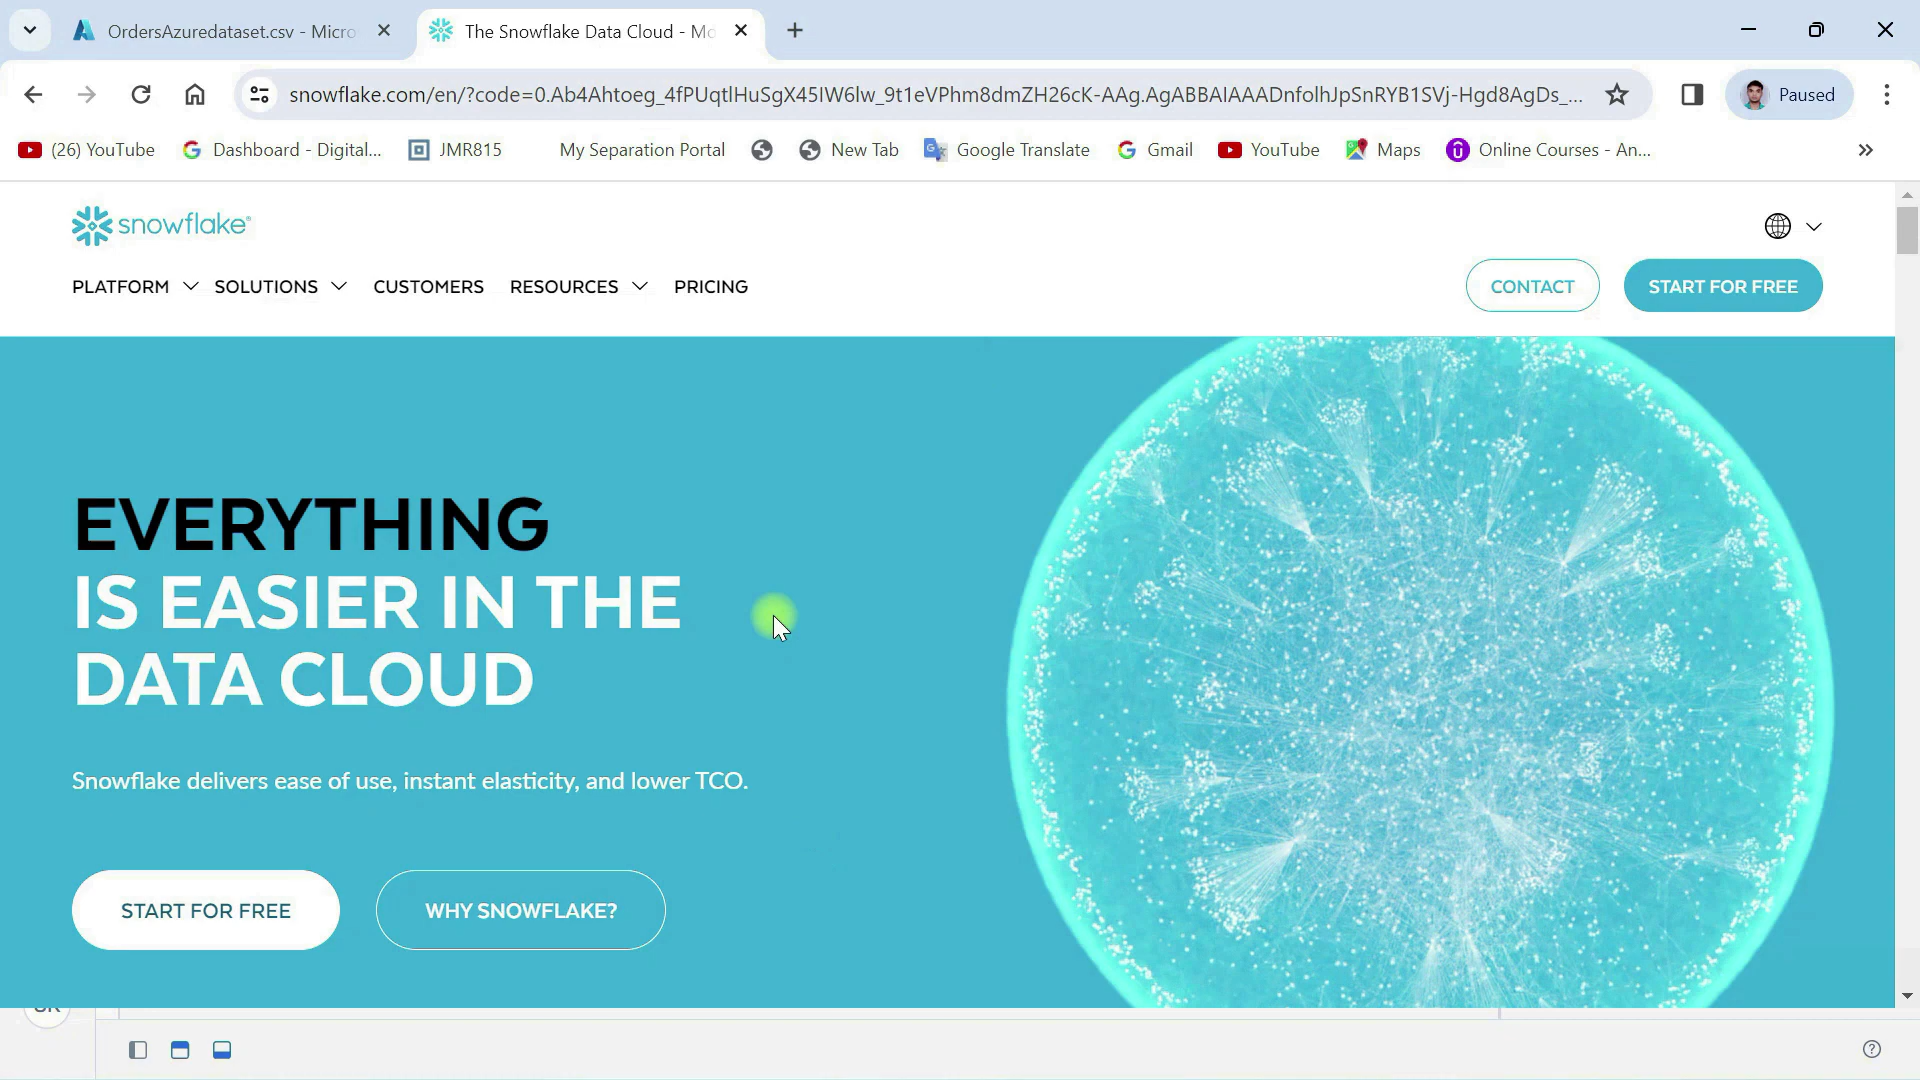 OrdersAzuredataset.csv - Micro
The Snowflake Data Cloud - Mo
snowflake.com/en/?code=0.Ab4Ahtoeg_4fPUqtlHuSgX45IW6lw_9t1eVPhm8dmZH26cK-AAg.AgABBAIAAADnfolhJpSnRYB1SVj-Hgd8AgDs_...
Paused
(26) YouTube
Dashboard - Digital...
JMR815
My Separation Portal
New Tab
Google Translate
Gmail
YouTube
Maps
Online Courses - An...
snowflake®
PLATFORM
SOLUTIONS
CUSTOMERS
RESOURCES
PRICING
CONTACT
START FOR FREE
EVERYTHING
IS EASIER IN THE
DATA CLOUD
Snowflake delivers ease of use, instant elasticity, and lower TCO.
START FOR FREE
WHY SNOWFLAKE?